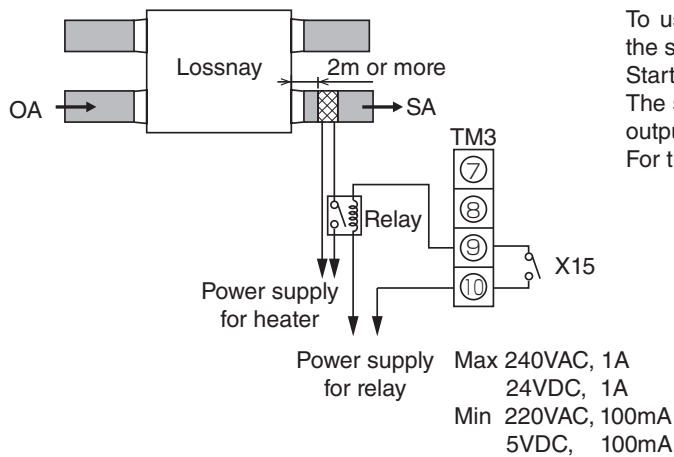 Lossnay
2m or more
OA
SA
To u
the s
Start
The s
outpu
For t
TM3
⑦
⑧
⑨
⑩
Relay
X15
Power supply
for heater
Power supply
for relay
Max 240VAC, 1A
24VDC, 1A
Min 220VAC, 100mA
5VDC, 100mA